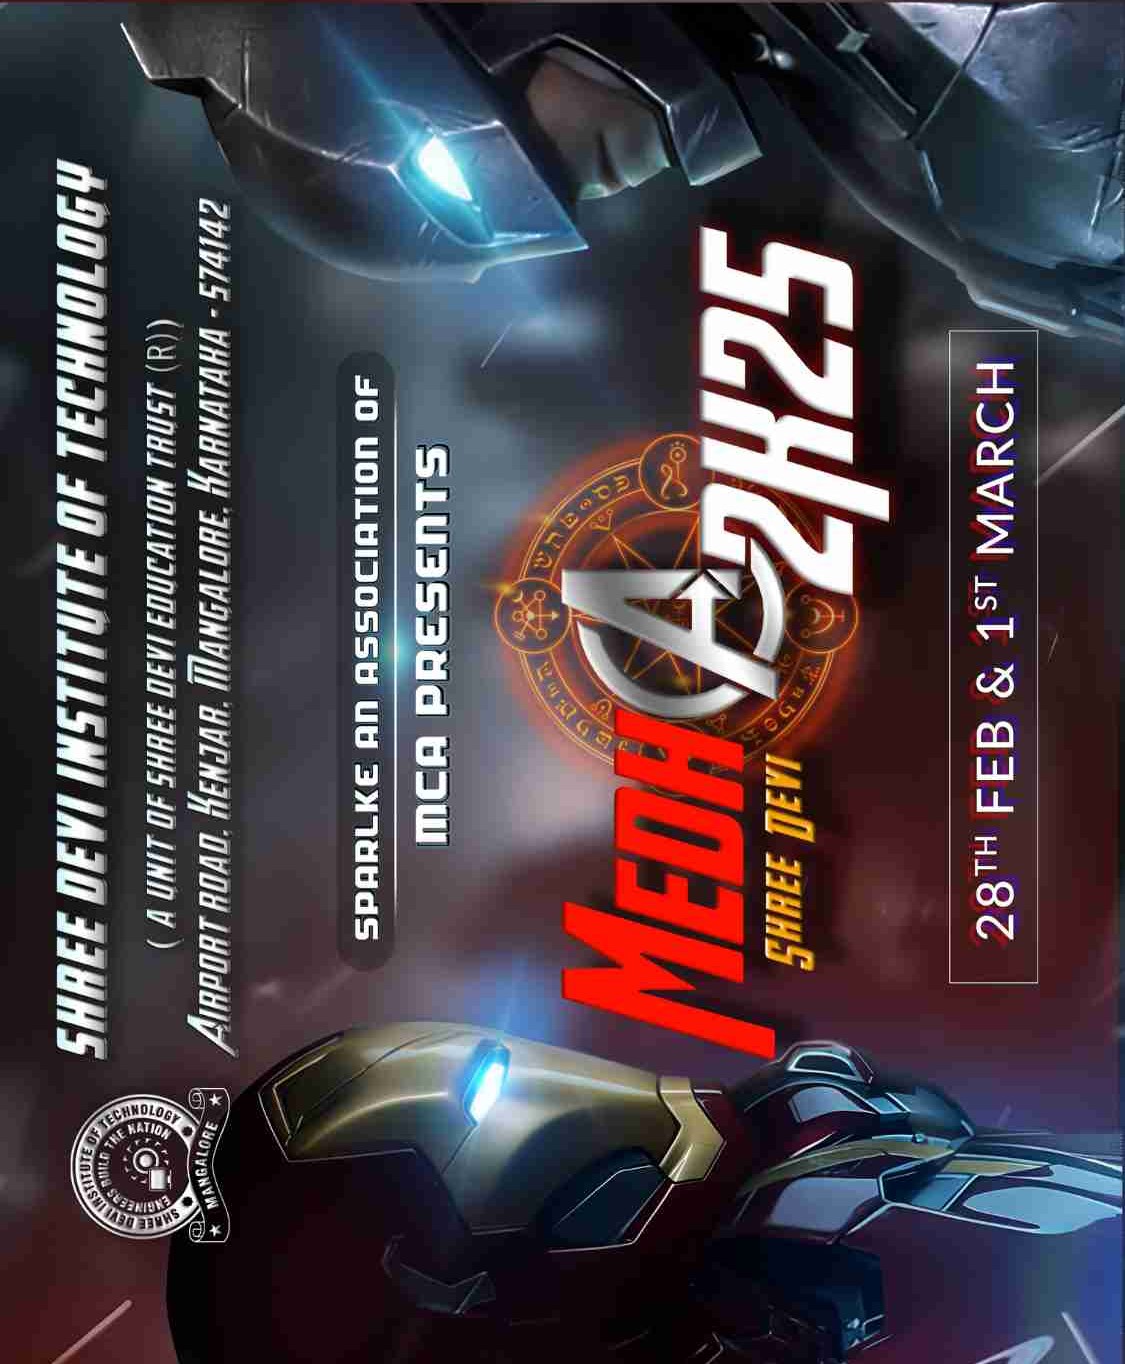 SHREE DEVI INSTITUTE OF TECHNOLOGY
( A UNIT OF SHREE DEVI EDUCATION TRUST (R))
AIRPORT ROAD, KENJAR, MANGALORE, KARNATAKA - 574142
SHREE DEVI INSTITUTE OF TECHNOLOGY
ENGINEERS BUILD THE NATION
MANGALORE
SPARLKE AN ASSOCIATION OF
MCA PRESENTS
MEDHA 2K25
SHREE DEVI
28TH FEB & 1ST MARCH